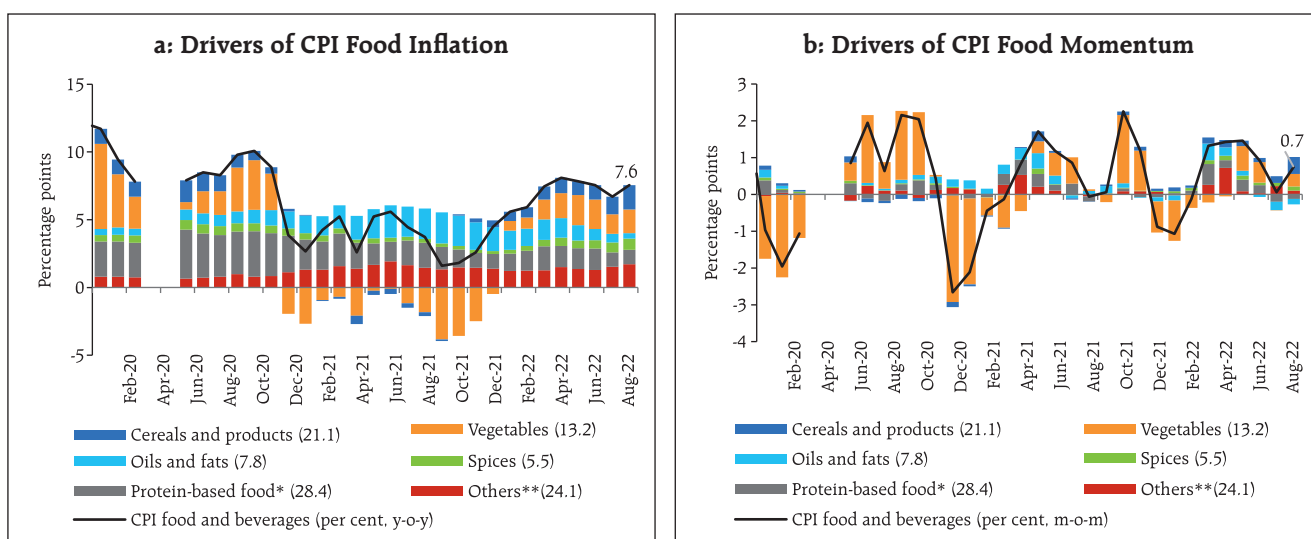 a: Drivers of CPI Food Inflation
15
10
5
0
-5
Percentage points
7.6
Feb-20
Apr-20
Jun-20
Aug-20
Oct-20
Dec-20
Feb-21
Apr-21
Jun-21
Aug-21
Oct-21
Dec-21
Feb-22
Apr-22
Jun-22
Aug-22
Cereals and products (21.1)
Vegetables (13.2)
Oils and fats (7.8)
Spices (5.5)
Protein-based food* (28.4)
Others**(24.1)
CPI food and beverages (per cent, y-o-y)
b: Drivers of CPI Food Momentum
3
2
1
0
-1
-2
-3
-4
Percentage points
0.7
Feb-20
Apr-20
Jun-20
Aug-20
Oct-20
Dec-20
Feb-21
Apr-21
Jun-21
Aug-21
Oct-21
Dec-21
Feb-22
Apr-22
Jun-22
Aug-22
Cereals and products (21.1)
Vegetables (13.2)
Oils and fats (7.8)
Spices (5.5)
Protein-based food* (28.4)
Others**(24.1)
CPI food and beverages (per cent, m-o-m)